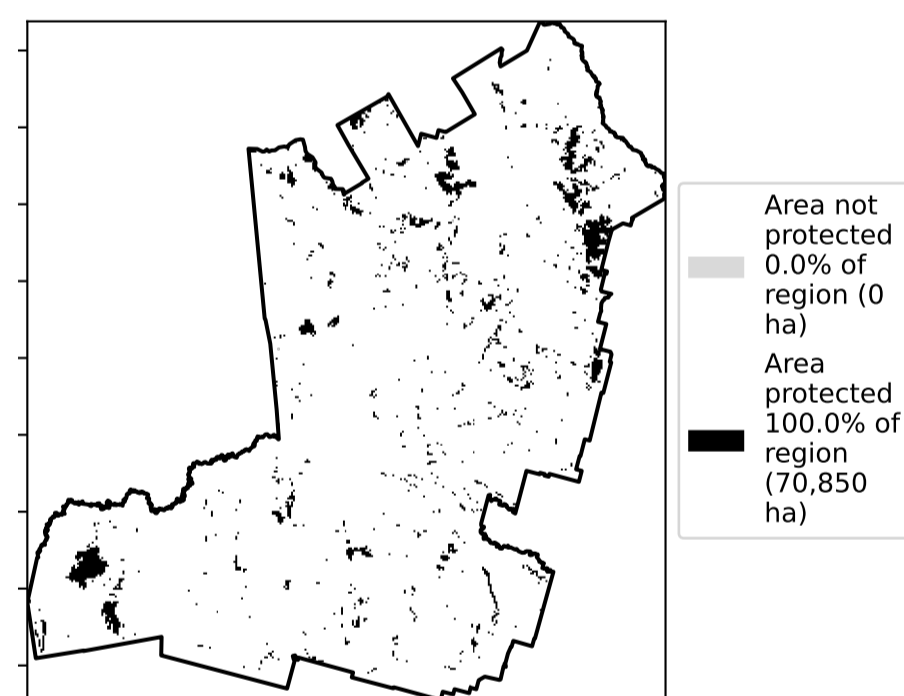 Area not
protected
0.0% of
region (0
ha)
Area
protected
100.0% of
region
(70,850
ha)